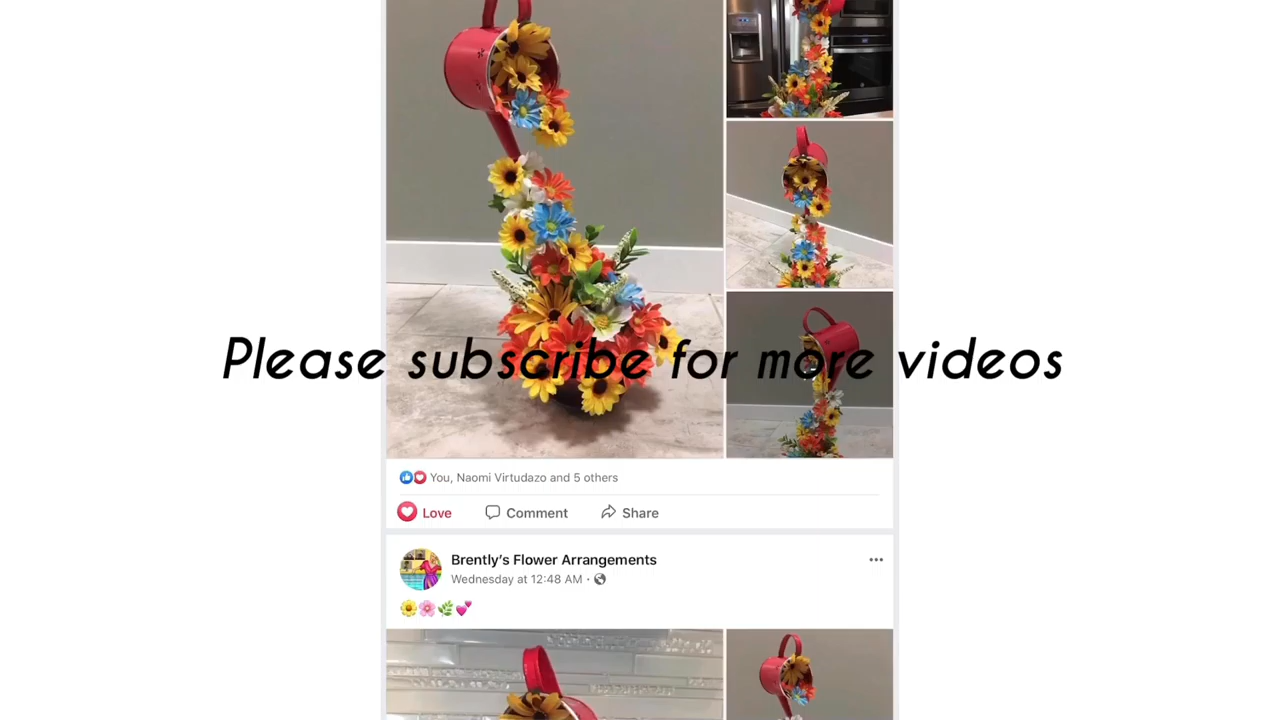 Please subscribe for more videos
You, Naomi Virtudazo and 5 others
Love Comment Share
Brently’s Flower Arrangements
Wednesday at 12:48 AM ·